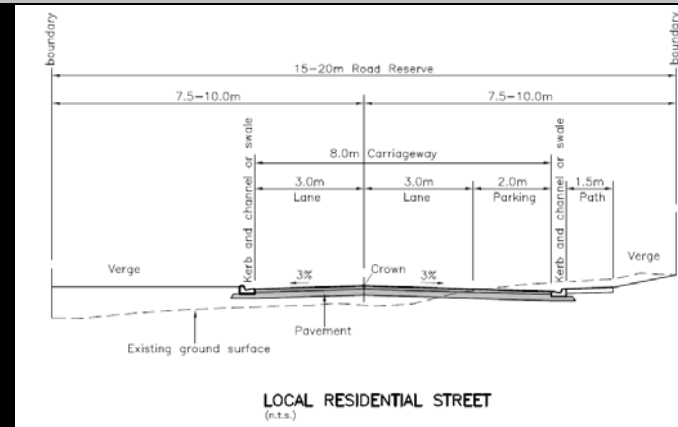 boundary
boundary
15-20m Road Reserve
7.5-10.0m
7.5-10.0m
Kerb and channel or swale
8.0m Carriageway
Kerb and channel or swale
3.0m
Lane
3.0m
Lane
2.0m
Parking
1.5m
Path
Verge
Verge
3%
Crown
3%
Pavement
Existing ground surface
LOCAL RESIDENTIAL STREET
(n.t.s.)